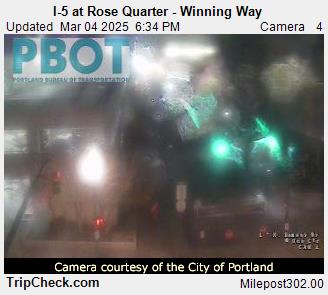 I-5 at Rose Quarter - Winning Way
Updated Mar 04 2025 6:34 PM Camera 4
PBOT
PORTLAND BUREAU OF TRANSPORTATION
Camera courtesy of the City of Portland
TripCheck.com Milepost302.00